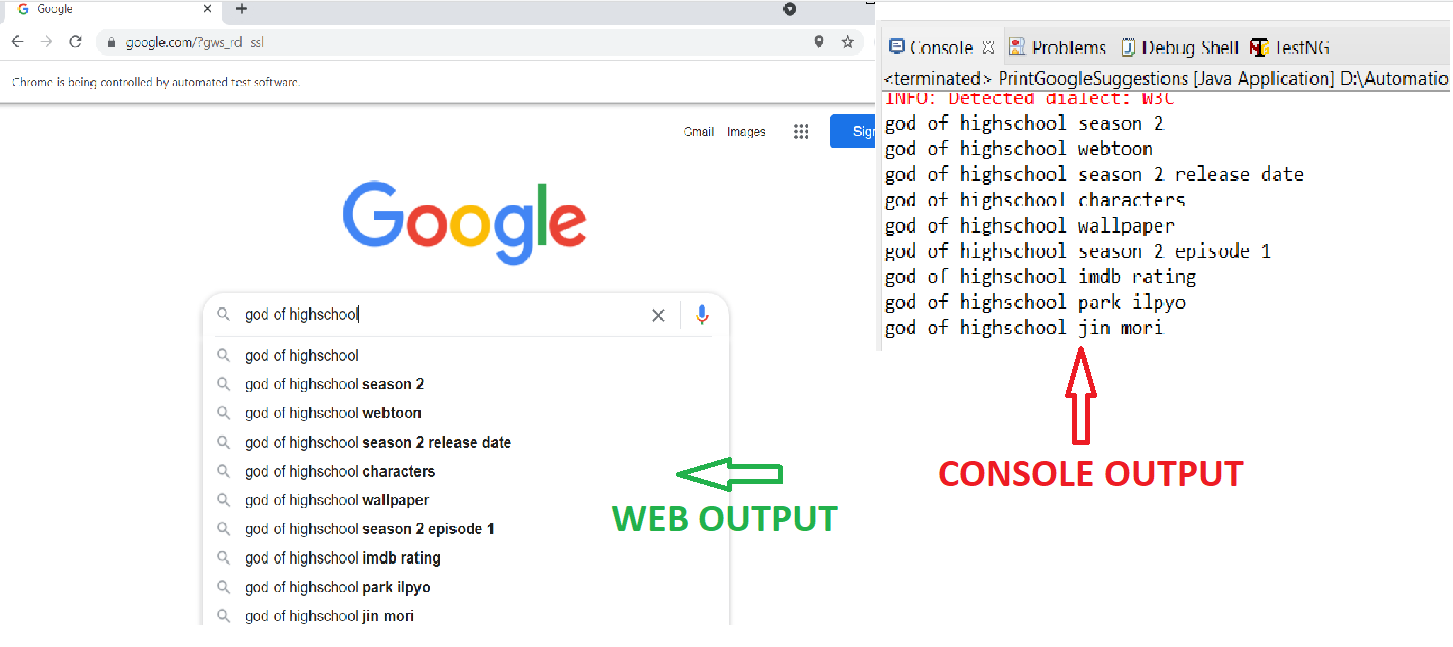 Google
google.com/?gws_rd ssl
Chrome is being controlled by automated test software.
Gmail Images
Sig
Google
god of highschool
god of highschool
god of highschool season 2
god of highschool webtoon
god of highschool season 2 release date
god of highschool characters
god of highschool wallpaper
god of highschool season 2 episode 1
god of highschool imdb rating
god of highschool park ilpyo
god of highschool jin mori
WEB OUTPUT
Console Problems Debug Shell TestNG
<terminated> PrintGoogleSuggestions [Java Application] D:\Automatio
INFO: Detected dialect: W3C
god of highschool season 2
god of highschool webtoon
god of highschool season 2 release date
god of highschool characters
god of highschool wallpaper
god of highschool season 2 episode 1
god of highschool imdb rating
god of highschool park ilpyo
god of highschool jin mori
CONSOLE OUTPUT